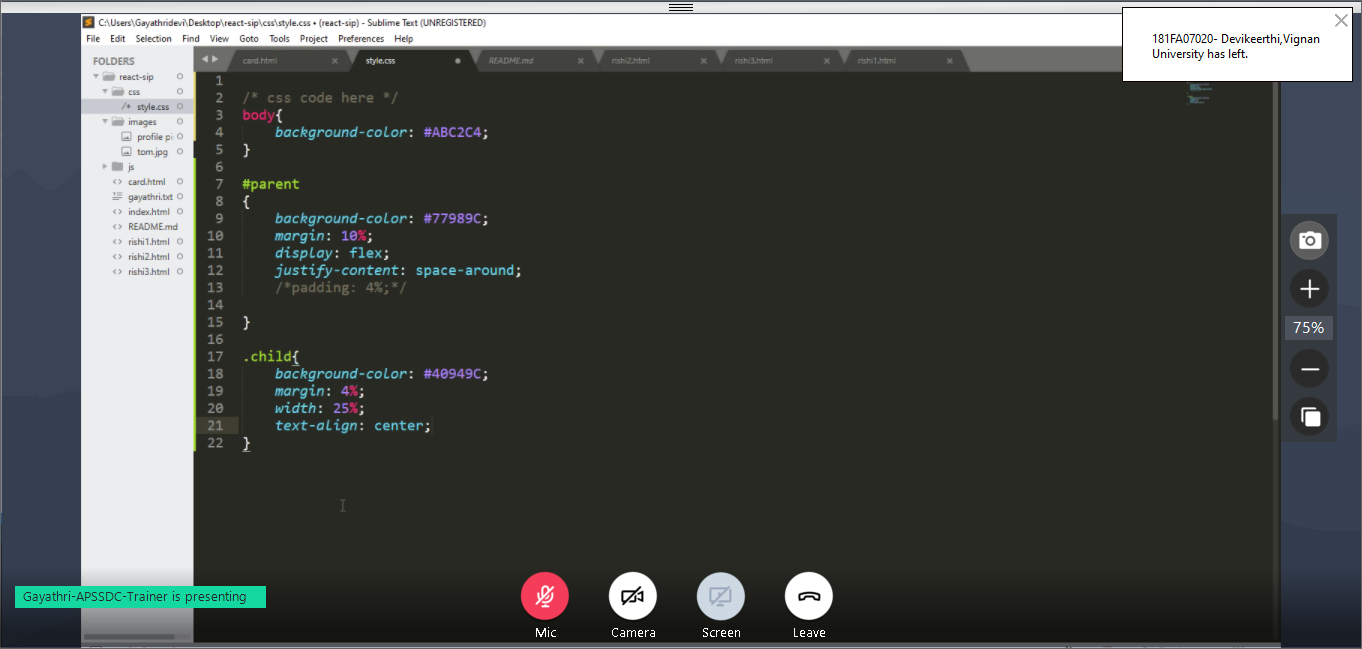 C:\Users\Gayathridevi\Desktop\react-sip\css\style.css • (react-sip) - Sublime Text (UNREGISTERED)
File Edit Selection Find View Goto Tools Project Preferences Help
181FA07020- Devikeerthi,Vignan
University has left.
FOLDERS
react-sip
css
/* style.css
images
profile pi
tom.jpg
js
card.html
gayathri.txt
index.html
README.md
rishi1.html
rishi2.html
rishi3.html
card.html style.css README.md rishi2.html rishi3.html rishi1.html
1
2 /* css code here */
3 body{
4 background-color: #ABC2C4;
5 }
6
7 #parent
8 {
9 background-color: #77989C;
10 margin: 10%;
11 display: flex;
12 justify-content: space-around;
13 /*padding: 4%;*/
14
15 }
16
17 .child{
18 background-color: #40949C;
19 margin: 4%;
20 width: 25%;
21 text-align: center;
22 }
75%
Gayathri-APSSDC-Trainer is presenting
Mic Camera Screen Leave